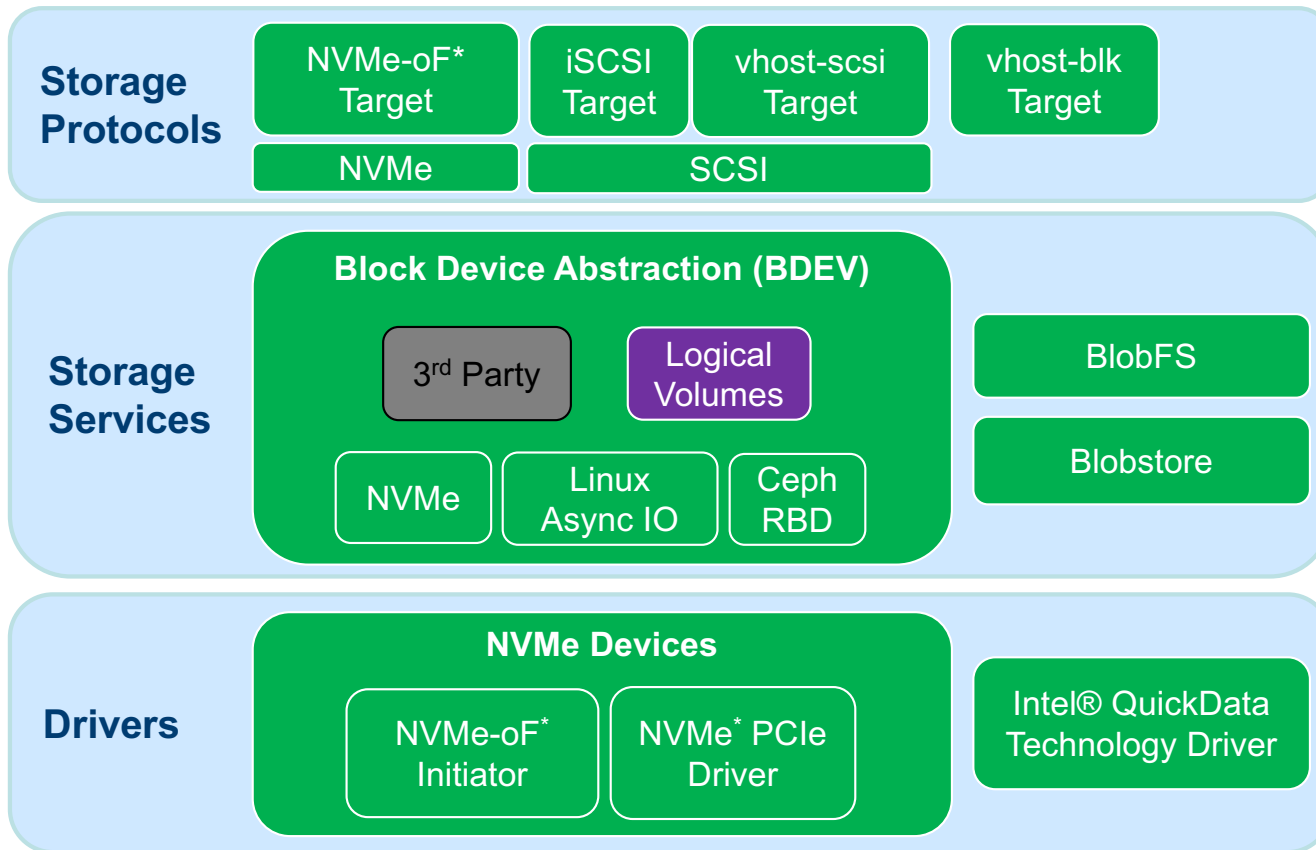 Storage
Protocols
NVMe-oF*
Target
iSCSI
Target
vhost-scsi
Target
vhost-blk
Target
NVMe
SCSI
Storage
Services
Block Device Abstraction (BDEV)
3rd Party
Logical
Volumes
NVMe
Linux
Async IO
Ceph
RBD
BlobFS
Blobstore
Drivers
NVMe Devices
NVMe-oF*
Initiator
NVMe* PCIe
Driver
Intel® QuickData
Technology Driver